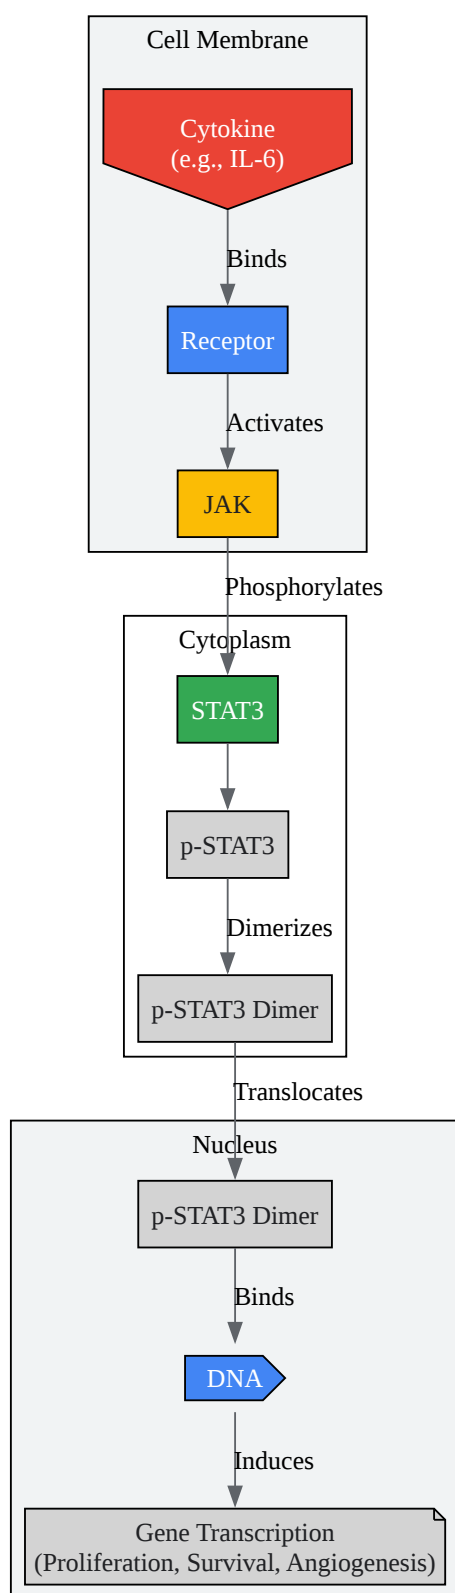 Cell Membrane
Cytokine
(e.g., IL-6)
Binds
Receptor
Activates
JAK
Phosphorylates
Cytoplasm
STAT3
p-STAT3
Dimerizes
p-STAT3 Dimer
Translocates
Nucleus
p-STAT3 Dimer
Binds
DNA
Induces
Gene Transcription
(Proliferation, Survival, Angiogenesis)